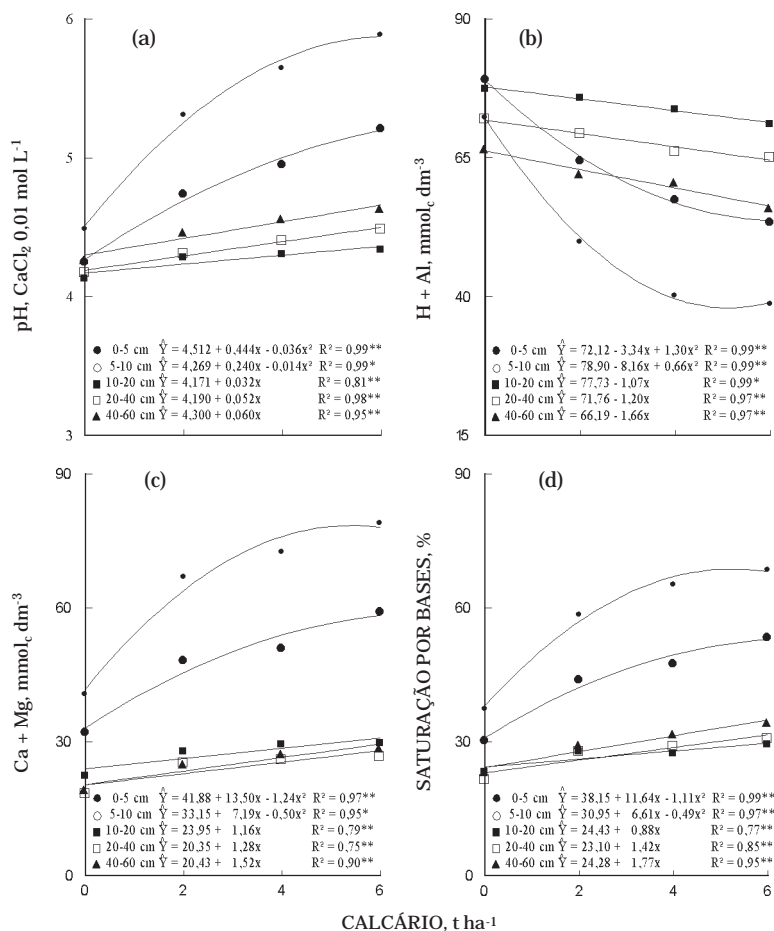 6
(a)
5
4
3
pH, CaCl₂ 0,01 mol L⁻¹
● 0-5 cm Ŷ = 4,512 + 0,444x - 0,036x² R² = 0,99**
○ 5-10 cm Ŷ = 4,269 + 0,240x - 0,014x² R² = 0,99*
■ 10-20 cm Ŷ = 4,171 + 0,032x R² = 0,81**
□ 20-40 cm Ŷ = 4,190 + 0,052x R² = 0,98**
▲ 40-60 cm Ŷ = 4,300 + 0,060x R² = 0,95**
90
(b)
65
40
15
H + Al, mmol꜀ dm⁻³
● 0-5 cm Ŷ = 72,12 - 3,34x + 1,30x² R² = 0,99**
○ 5-10 cm Ŷ = 78,90 - 8,16x + 0,66x² R² = 0,99**
■ 10-20 cm Ŷ = 77,73 - 1,07x R² = 0,99*
□ 20-40 cm Ŷ = 71,76 - 1,20x R² = 0,97**
▲ 40-60 cm Ŷ = 66,19 - 1,66x R² = 0,97**
90
(c)
60
30
0
Ca + Mg, mmol꜀ dm⁻³
● 0-5 cm Ŷ = 41,88 + 13,50x - 1,24x² R² = 0,97**
○ 5-10 cm Ŷ = 33,15 + 7,19x - 0,50x² R² = 0,95*
■ 10-20 cm Ŷ = 23,95 + 1,16x R² = 0,79**
□ 20-40 cm Ŷ = 20,35 + 1,28x R² = 0,75**
▲ 40-60 cm Ŷ = 20,43 + 1,52x R² = 0,90**
0 2 4 6
90
(d)
60
30
0
SATURAÇÃO POR BASES, %
● 0-5 cm Ŷ = 38,15 + 11,64x - 1,11x² R² = 0,99**
○ 5-10 cm Ŷ = 30,95 + 6,61x - 0,49x² R² = 0,97**
■ 10-20 cm Ŷ = 24,43 + 0,88x R² = 0,77**
□ 20-40 cm Ŷ = 23,10 + 1,42x R² = 0,85**
▲ 40-60 cm Ŷ = 24,28 + 1,77x R² = 0,95**
0 2 4 6
CALCÁRIO, t ha⁻¹